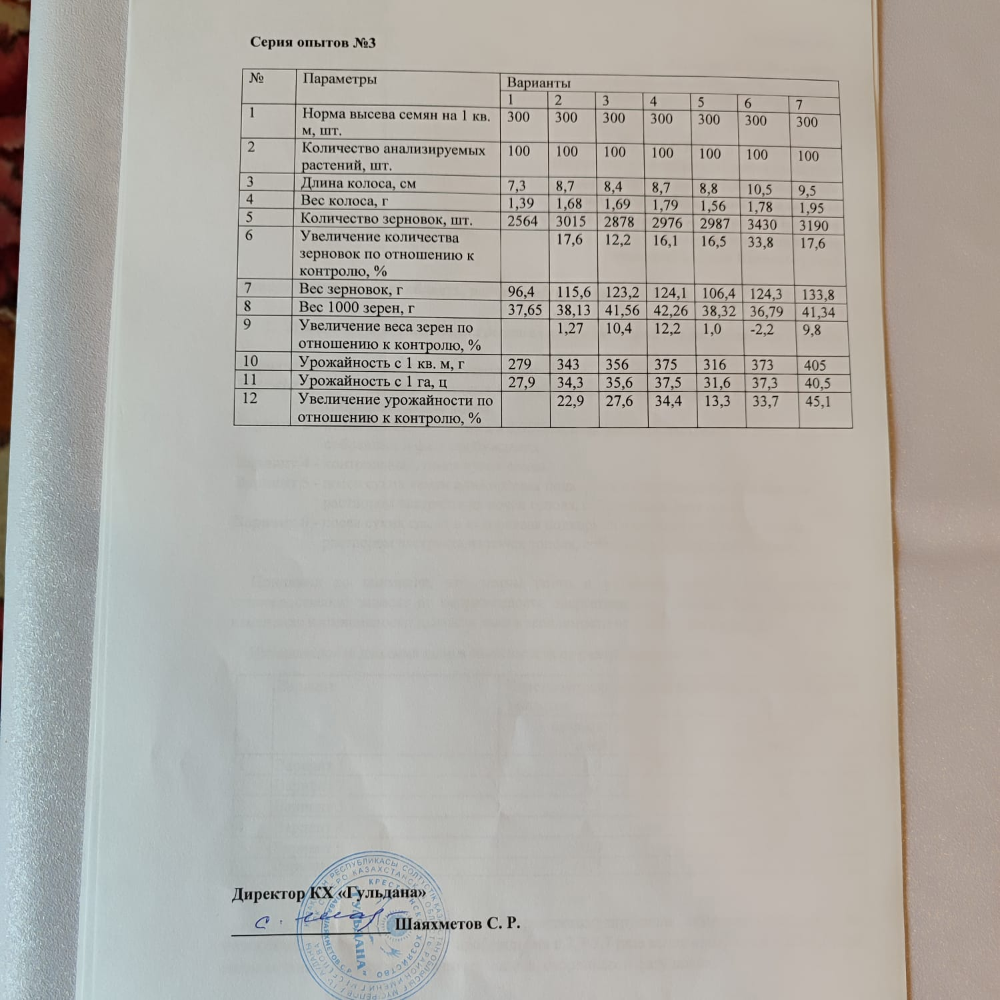 Серия опытов №3
№ Параметры Варианты
1 2 3 4 5 6 7
1 Норма высева семян на 1 кв. 300 300 300 300 300 300 300
м, шт.
2 Количество анализируемых 100 100 100 100 100 100 100
растений, шт.
3 Длина колоса, см 7,3 8,7 8,4 8,7 8,8 10,5 9,5
4 Вес колоса, г 1,39 1,68 1,69 1,79 1,56 1,78 1,95
5 Количество зерновок, шт. 2564 3015 2878 2976 2987 3430 3190
6 Увеличение количества 17,6 12,2 16,1 16,5 33,8 17,6
зерновок по отношению к
контролю, %
7 Вес зерновок, г 96,4 115,6 123,2 124,1 106,4 124,3 133,8
8 Вес 1000 зерен, г 37,65 38,13 41,56 42,26 38,32 36,79 41,34
9 Увеличение веса зерен по 1,27 10,4 12,2 1,0 -2,2 9,8
отношению к контролю, %
10 Урожайность с 1 кв. м, г 279 343 356 375 316 373 405
11 Урожайность с 1 га, ц 27,9 34,3 35,6 37,5 31,6 37,3 40,5
12 Увеличение урожайности по 22,9 27,6 34,4 13,3 33,7 45,1
отношению к контролю, %
Директор КХ «Гульдана»
Шаяхметов С. Р.
КРЕСТЬЯНСКОЕ ХОЗЯЙСТВО
"ГУЛЬДАНА"
ШАЯХМЕТОВ С.Р.